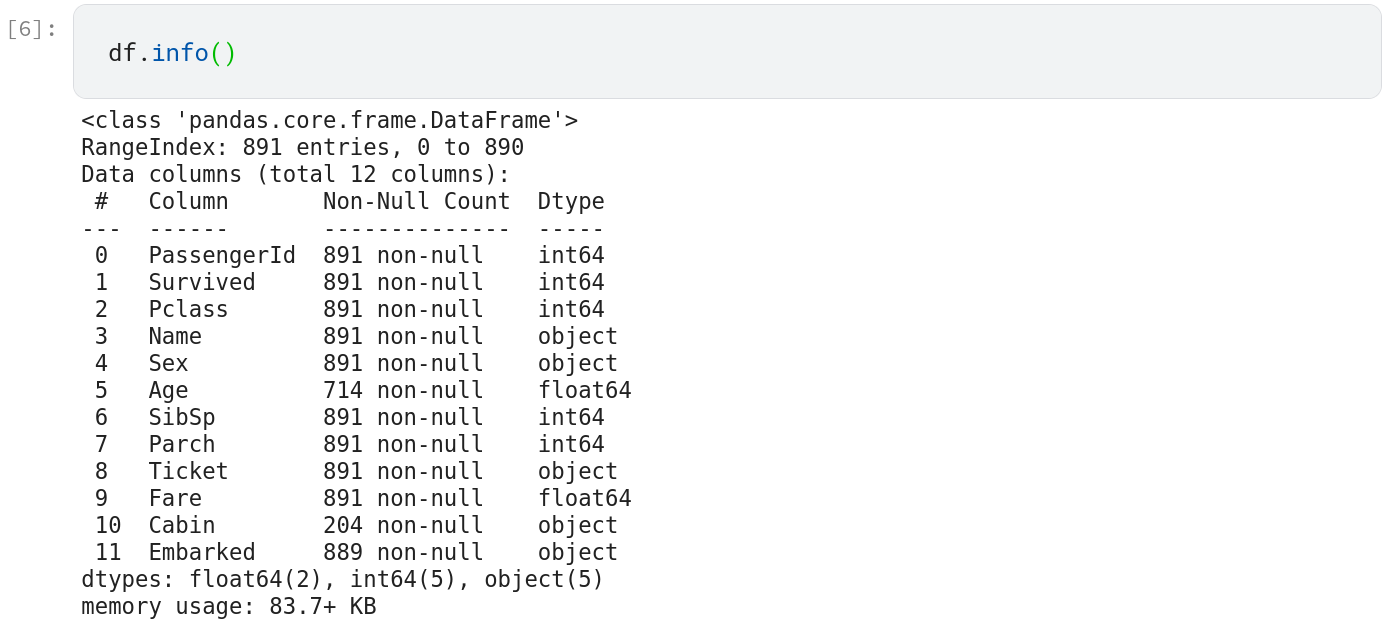 [6]:
df.info()
<class 'pandas.core.frame.DataFrame'>
RangeIndex: 891 entries, 0 to 890
Data columns (total 12 columns):
 #   Column       Non-Null Count  Dtype
---  ------       --------------  -----
 0   PassengerId  891 non-null    int64
 1   Survived     891 non-null    int64
 2   Pclass       891 non-null    int64
 3   Name         891 non-null    object
 4   Sex          891 non-null    object
 5   Age          714 non-null    float64
 6   SibSp        891 non-null    int64
 7   Parch        891 non-null    int64
 8   Ticket       891 non-null    object
 9   Fare         891 non-null    float64
 10  Cabin        204 non-null    object
 11  Embarked     889 non-null    object
dtypes: float64(2), int64(5), object(5)
memory usage: 83.7+ KB